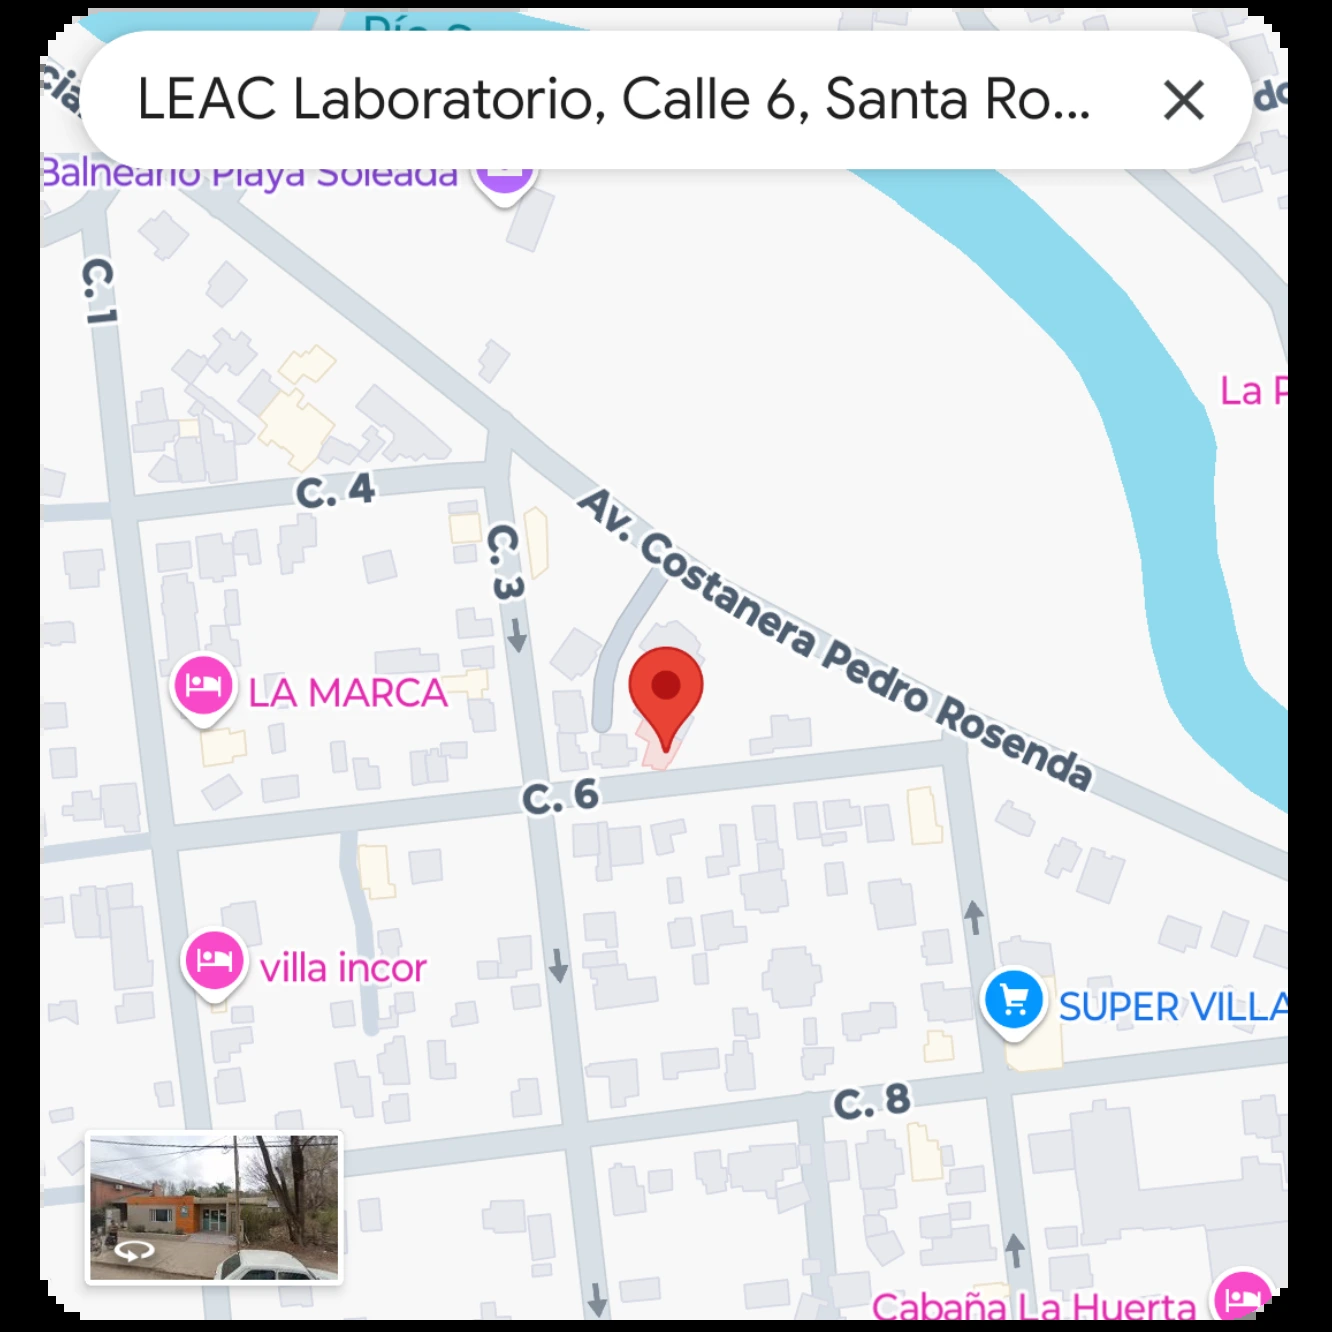 LEAC Laboratorio, Calle 6, Santa Ro...
Balneario Playa Soleada
C. 1
La P
C. 4
Av. Costanera Pedro Rosenda
C. 3
LA MARCA
C. 6
villa incor
SUPER VILLA
C. 8
Cabaña La Huerta